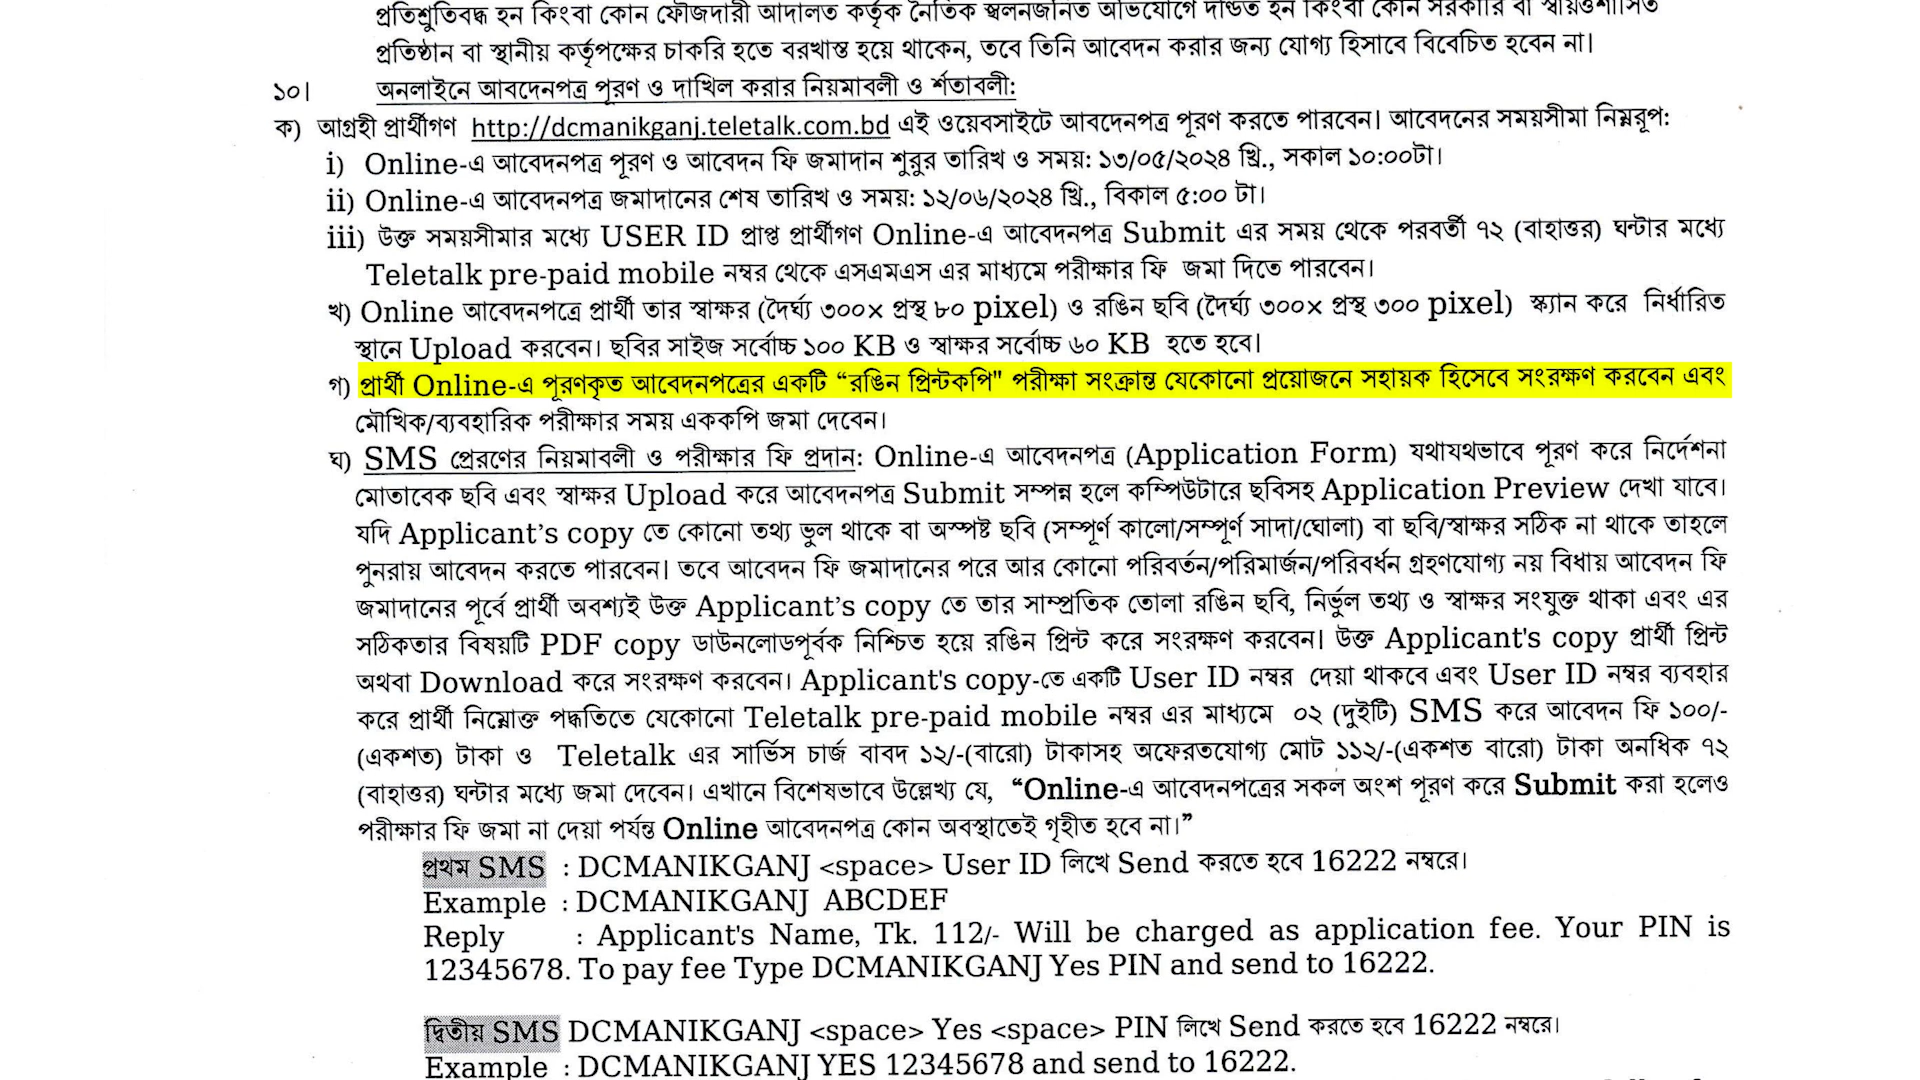 প্রতিশ্রুতিবদ্ধ হন কিংবা কোন ফৌজদারী আদালত কর্তৃক নৈতিক স্খলনজনিত অভিযোগে দণ্ডিত হন কিংবা কোন সরকারি বা স্বায়ত্তশাসিত
প্রতিষ্ঠান বা স্থানীয় কর্তৃপক্ষের চাকরি হতে বরখাস্ত হয়ে থাকেন, তবে তিনি আবেদন করার জন্য যোগ্য হিসাবে বিবেচিত হবেন না।
১০। অনলাইনে আবদেনপত্র পূরণ ও দাখিল করার নিয়মাবলী ও র্শতাবলী:
ক) আগ্রহী প্রার্থীগণ http://dcmanikganj.teletalk.com.bd এই ওয়েবসাইটে আবদেনপত্র পূরণ করতে পারবেন। আবেদনের সময়সীমা নিম্নরূপ:
i) Online-এ আবেদনপত্র পূরণ ও আবেদন ফি জমাদান শুরুর তারিখ ও সময়: ১৩/০৫/২০২৪ খ্রি., সকাল ১০:০০টা।
ii) Online-এ আবেদনপত্র জমাদানের শেষ তারিখ ও সময়: ১২/০৬/২০২৪ খ্রি., বিকাল ৫:০০ টা।
iii) উক্ত সময়সীমার মধ্যে USER ID প্রাপ্ত প্রার্থীগণ Online-এ আবেদনপত্র Submit এর সময় থেকে পরবর্তী ৭২ (বাহাত্তর) ঘন্টার মধ্যে
Teletalk pre-paid mobile নম্বর থেকে এসএমএস এর মাধ্যমে পরীক্ষার ফি জমা দিতে পারবেন।
খ) Online আবেদনপত্রে প্রার্থী তার স্বাক্ষর (দৈর্ঘ্য ৩০০× প্রস্থ ৮০ pixel) ও রঙিন ছবি (দৈর্ঘ্য ৩০০× প্রস্থ ৩০০ pixel) স্ক্যান করে নির্ধারিত
স্থানে Upload করবেন। ছবির সাইজ সর্বোচ্চ ১০০ KB ও স্বাক্ষর সর্বোচ্চ ৬০ KB হতে হবে।
গ) প্রার্থী Online-এ পূরণকৃত আবেদনপত্রের একটি “রঙিন প্রিন্টকপি" পরীক্ষা সংক্রান্ত যেকোনো প্রয়োজনে সহায়ক হিসেবে সংরক্ষণ করবেন এবং
মৌখিক/ব্যবহারিক পরীক্ষার সময় এককপি জমা দেবেন।
ঘ) SMS প্রেরণের নিয়মাবলী ও পরীক্ষার ফি প্রদান: Online-এ আবেদনপত্র (Application Form) যথাযথভাবে পূরণ করে নির্দেশনা
মোতাবেক ছবি এবং স্বাক্ষর Upload করে আবেদনপত্র Submit সম্পন্ন হলে কম্পিউটারে ছবিসহ Application Preview দেখা যাবে।
যদি Applicant’s copy তে কোনো তথ্য ভুল থাকে বা অস্পষ্ট ছবি (সম্পূর্ণ কালো/সম্পূর্ণ সাদা/ঘোলা) বা ছবি/স্বাক্ষর সঠিক না থাকে তাহলে
পুনরায় আবেদন করতে পারবেন। তবে আবেদন ফি জমাদানের পরে আর কোনো পরিবর্তন/পরিমার্জন/পরিবর্ধন গ্রহণযোগ্য নয় বিধায় আবেদন ফি
জমাদানের পূর্বে প্রার্থী অবশ্যই উক্ত Applicant’s copy তে তার সাম্প্রতিক তোলা রঙিন ছবি, নির্ভুল তথ্য ও স্বাক্ষর সংযুক্ত থাকা এবং এর
সঠিকতার বিষয়টি PDF copy ডাউনলোডপূর্বক নিশ্চিত হয়ে রঙিন প্রিন্ট করে সংরক্ষণ করবেন। উক্ত Applicant's copy প্রার্থী প্রিন্ট
অথবা Download করে সংরক্ষণ করবেন। Applicant's copy-তে একটি User ID নম্বর দেয়া থাকবে এবং User ID নম্বর ব্যবহার
করে প্রার্থী নিম্নোক্ত পদ্ধতিতে যেকোনো Teletalk pre-paid mobile নম্বর এর মাধ্যমে ০২ (দুইটি) SMS করে আবেদন ফি ১০০/-
(একশত) টাকা ও Teletalk এর সার্ভিস চার্জ বাবদ ১২/-(বারো) টাকাসহ অফেরতযোগ্য মোট ১১২/-(একশত বারো) টাকা অনধিক ৭২
(বাহাত্তর) ঘন্টার মধ্যে জমা দেবেন। এখানে বিশেষভাবে উল্লেখ্য যে, “Online-এ আবেদনপত্রের সকল অংশ পূরণ করে Submit করা হলেও
পরীক্ষার ফি জমা না দেয়া পর্যন্ত Online আবেদনপত্র কোন অবস্থাতেই গৃহীত হবে না।”
প্রথম SMS : DCMANIKGANJ <space> User ID লিখে Send করতে হবে 16222 নম্বরে।
Example : DCMANIKGANJ ABCDEF
Reply : Applicant's Name, Tk. 112/- Will be charged as application fee. Your PIN is
12345678. To pay fee Type DCMANIKGANJ Yes PIN and send to 16222.
দ্বিতীয় SMS DCMANIKGANJ <space> Yes <space> PIN লিখে Send করতে হবে 16222 নম্বরে।
Example : DCMANIKGANJ YES 12345678 and send to 16222.